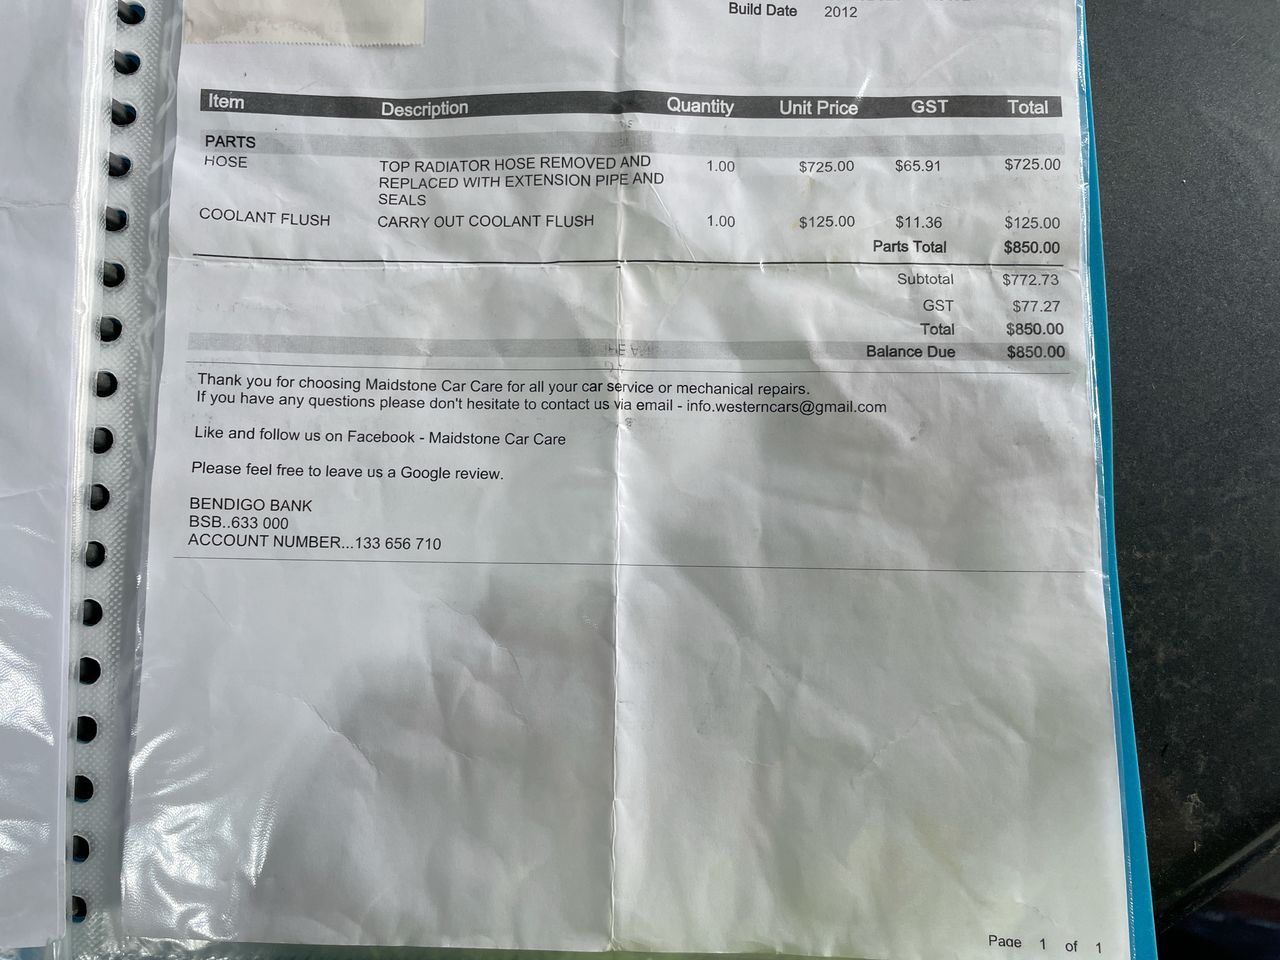 Build Date 2012
Item Description Quantity Unit Price GST Total
PARTS
HOSE TOP RADIATOR HOSE REMOVED AND 1.00 $725.00 $65.91 $725.00
REPLACED WITH EXTENSION PIPE AND
SEALS
COOLANT FLUSH CARRY OUT COOLANT FLUSH 1.00 $125.00 $11.36 $125.00
Parts Total $850.00
Subtotal $772.73
GST $77.27
Total $850.00
Balance Due $850.00
Thank you for choosing Maidstone Car Care for all your car service or mechanical repairs.
If you have any questions please don't hesitate to contact us via email - info.westerncars@gmail.com
Like and follow us on Facebook - Maidstone Car Care
Please feel free to leave us a Google review.
BENDIGO BANK
BSB..633 000
ACCOUNT NUMBER...133 656 710
Page 1 of 1